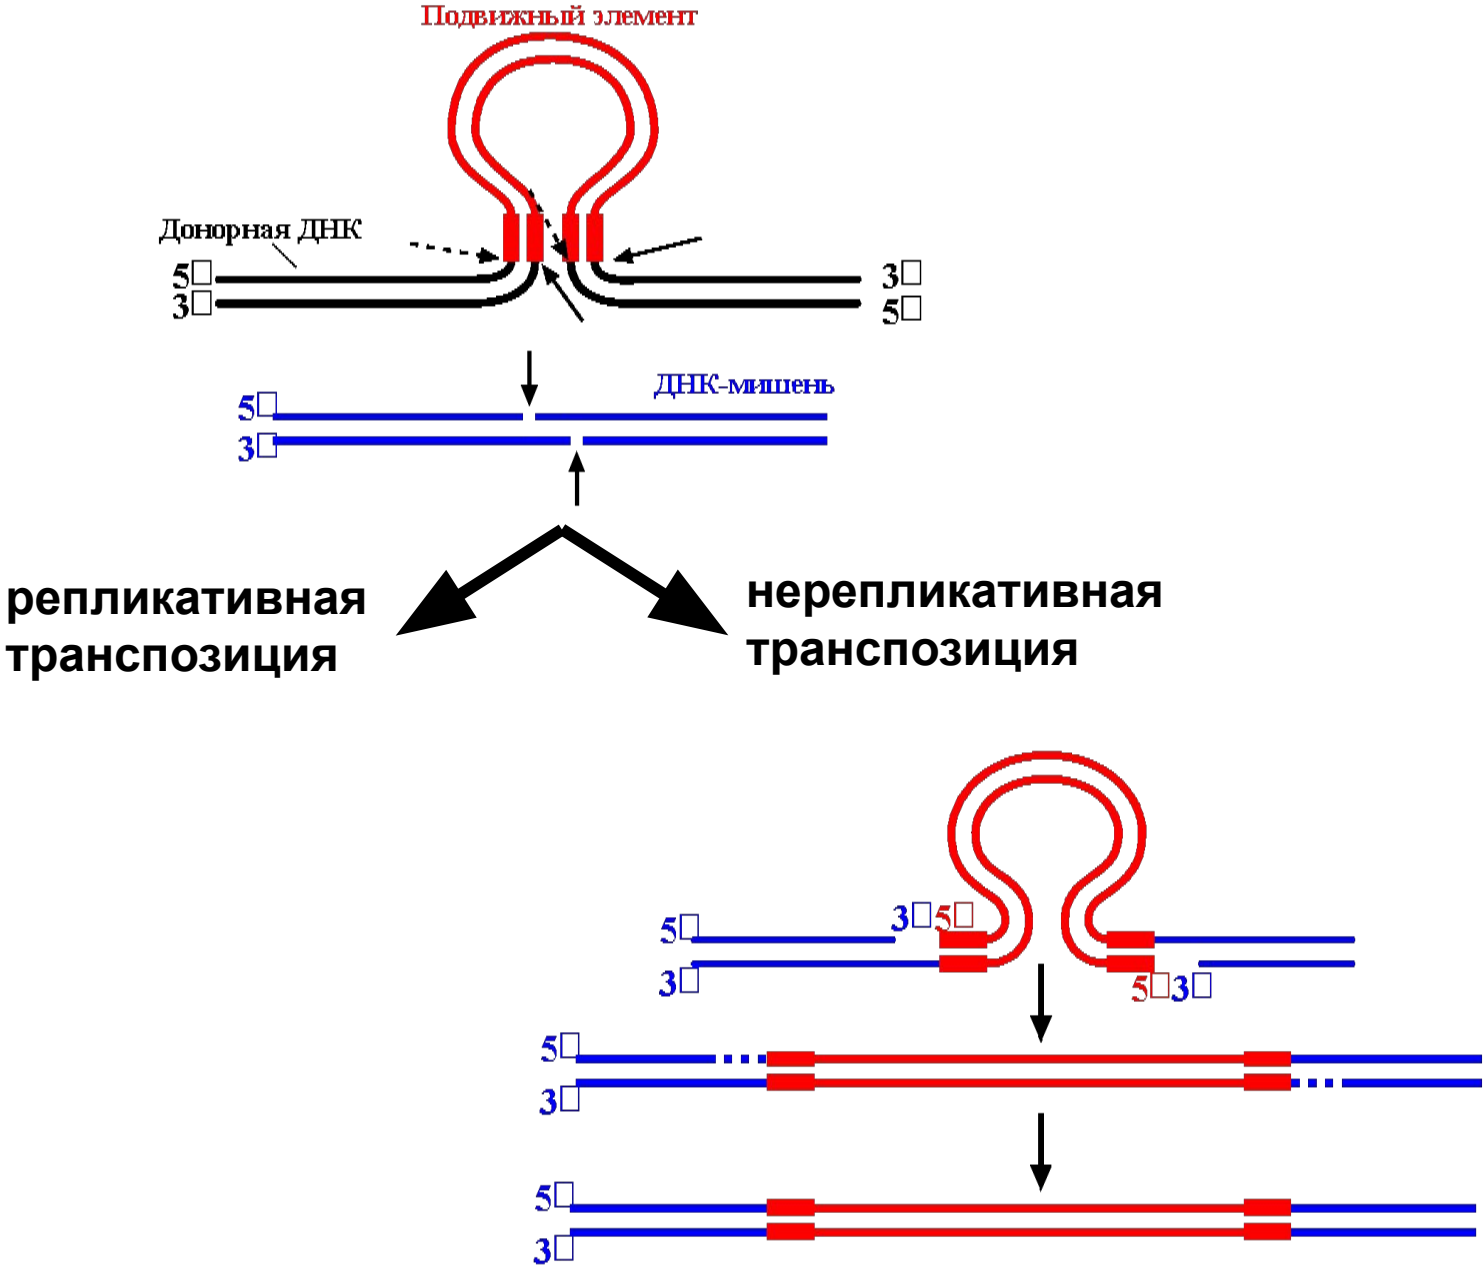 Подвижный элемент
Донорная ДНК
5□
3□
3□
5□
ДНК-мишень
5□
3□
репликативная
транспозиция
нерепликативная
транспозиция
3□5□
5□
3□
5□3□
5□
3□
5□
3□